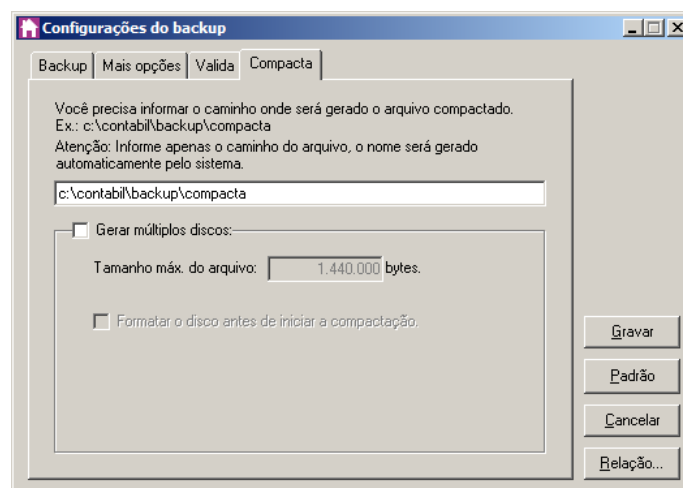 Configurações do backup
Backup Mais opções Valida Compacta
Você precisa informar o caminho onde será gerado o arquivo compactado.
Ex.: c:\contabil\backup\compacta
Atenção: Informe apenas o caminho do arquivo, o nome será gerado
automaticamente pelo sistema.
c:\contabil\backup\compacta
Gerar múltiplos discos:
Tamanho máx. do arquivo: 1.440.000 bytes.
Formatar o disco antes de iniciar a compactação.
Gravar
Padrão
Cancelar
Relação...